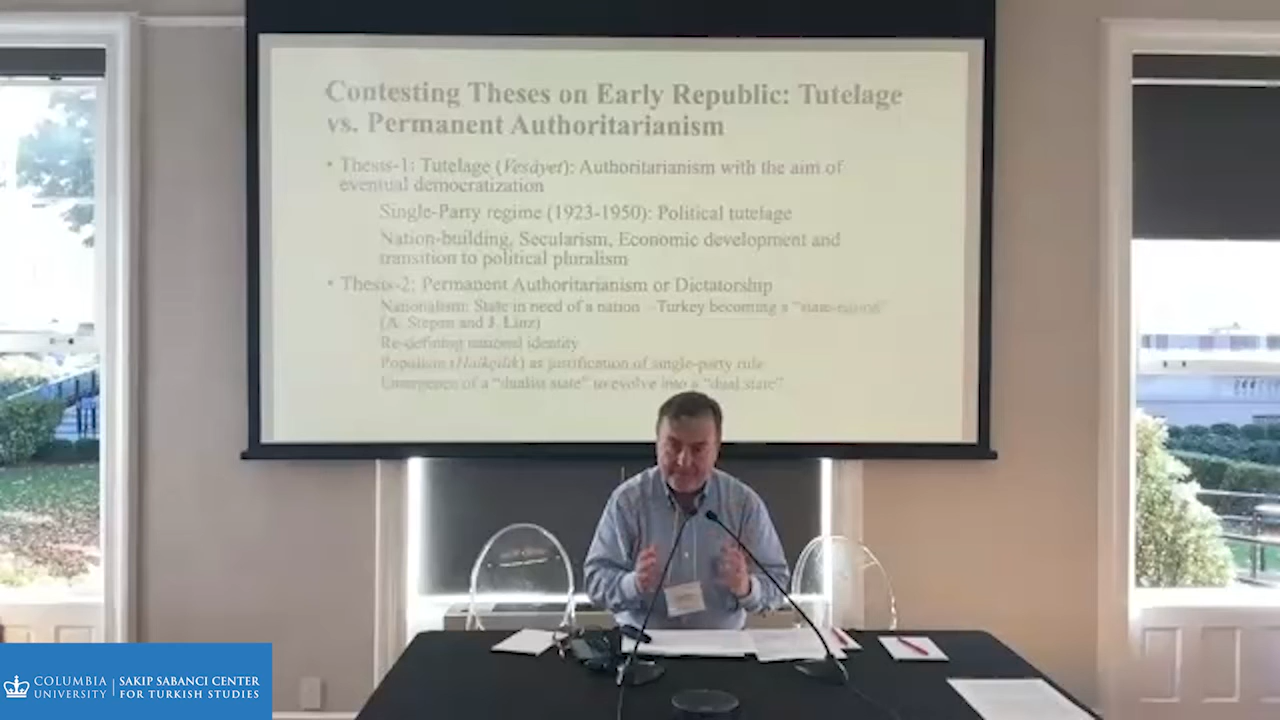 Contesting Theses on Early Republic: Tutelage
vs. Permanent Authoritarianism
• Thesis-1: Tutelage (Vesâyet): Authoritarianism with the aim of
eventual democratization
Single-Party regime (1923-1950): Political tutelage
Nation-building, Secularism, Economic development and
transition to political pluralism
• Thesis-2: Permanent Authoritarianism or Dictatorship
Nationalism: State in need of a nation – Turkey becoming a “state-nation”
(A. Stepan and J. Linz)
Re-defining national identity
Populism (Halkçılık) as justification of single-party rule
Emergence of a “dualist state” to evolve into a “dual state”
COLUMBIA
UNIVERSITY
SAKIP SABANCI CENTER
FOR TURKISH STUDIES